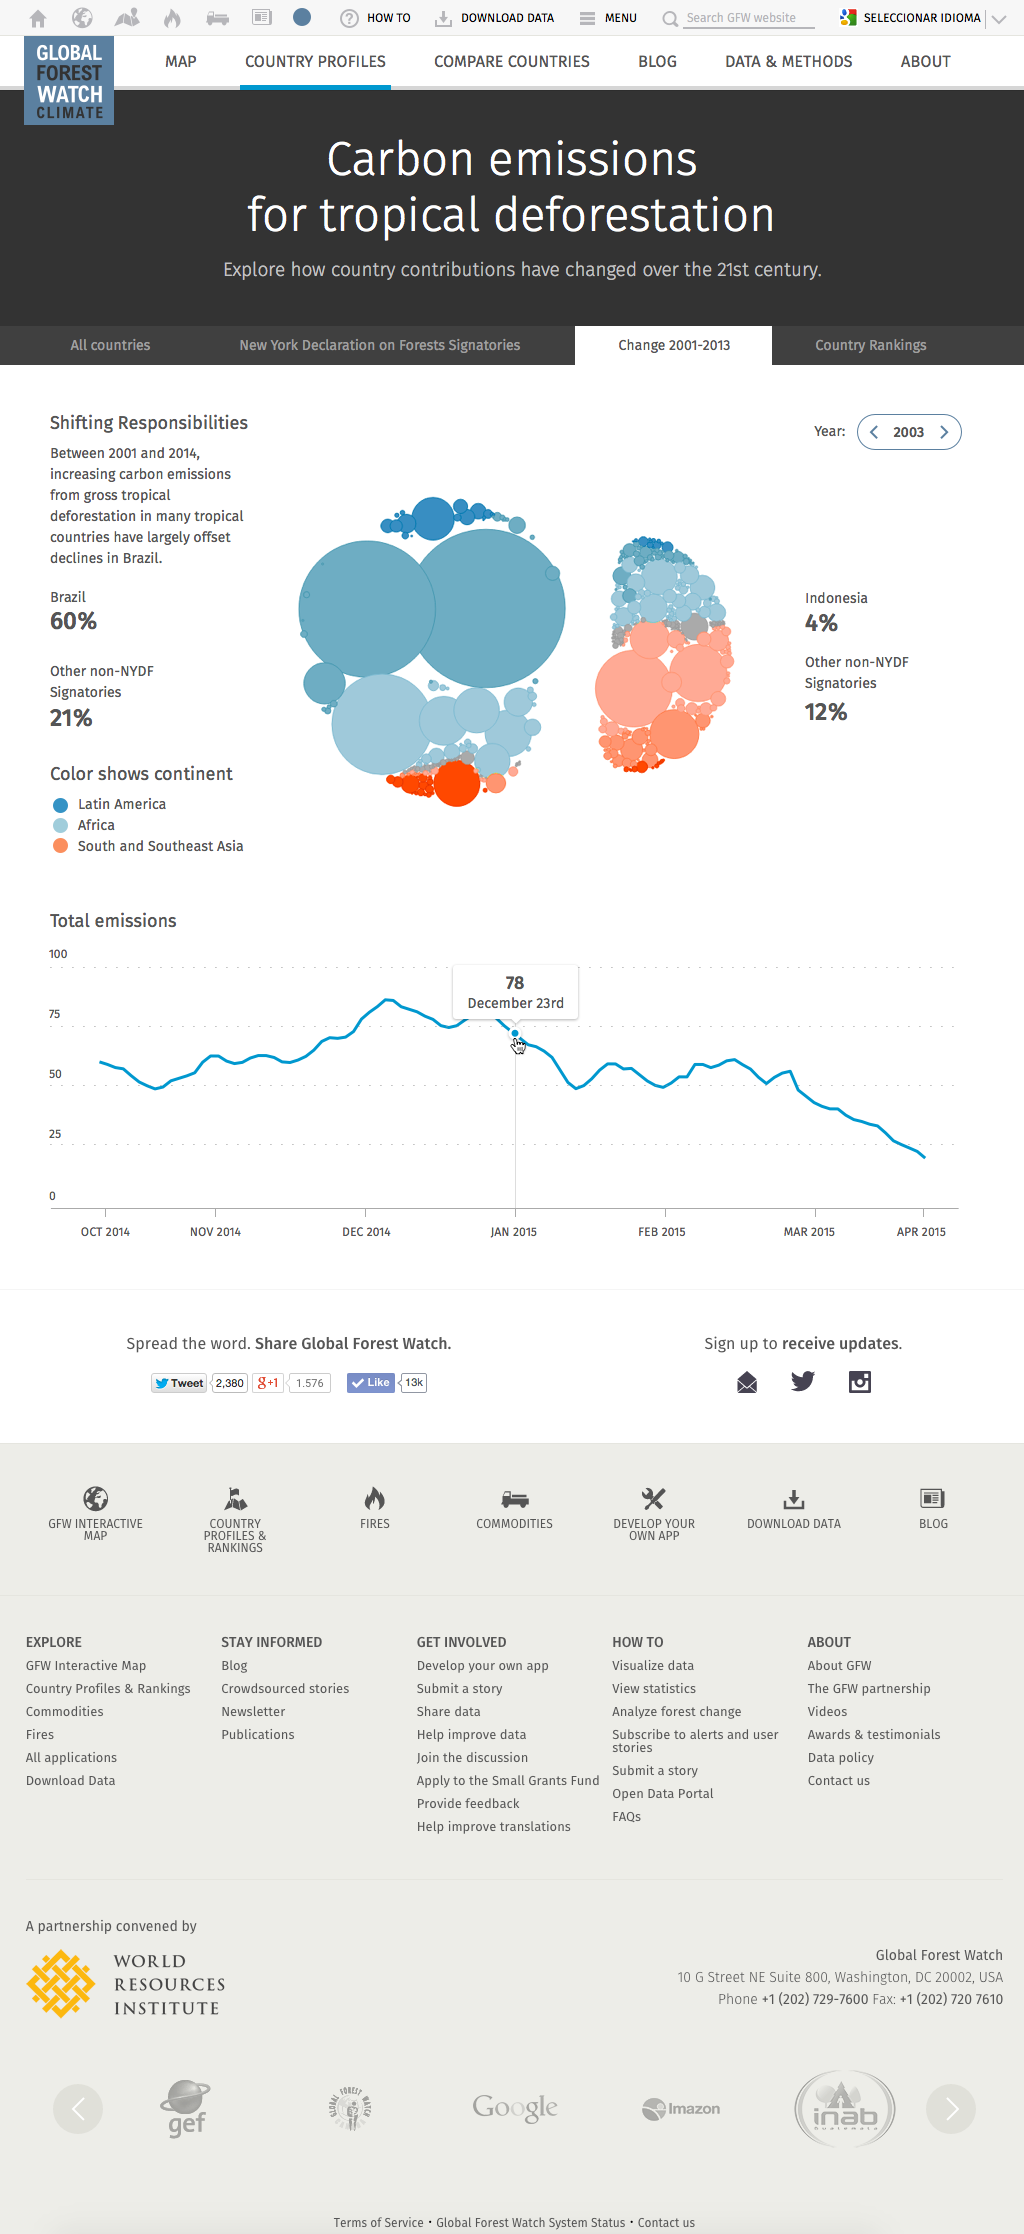 HOW TO
DOWNLOAD DATA
MENU
Search GFW website
SELECCIONAR IDIOMA
GLOBAL
FOREST
WATCH
CLIMATE
MAP
COUNTRY PROFILES
COMPARE COUNTRIES
BLOG
DATA & METHODS
ABOUT
Carbon emissions
for tropical deforestation
Explore how country contributions have changed over the 21st century.
All countries
New York Declaration on Forests Signatories
Change 2001-2013
Country Rankings
Shifting Responsibilities
Between 2001 and 2014,
increasing carbon emissions
from gross tropical
deforestation in many tropical
countries have largely offset
declines in Brazil.
Year:
2003
Brazil
60%
Other non-NYDF
Signatories
21%
Indonesia
4%
Other non-NYDF
Signatories
12%
Color shows continent
Latin America
Africa
South and Southeast Asia
Total emissions
100
75
50
25
0
78
December 23rd
OCT 2014
NOV 2014
DEC 2014
JAN 2015
FEB 2015
MAR 2015
APR 2015
Spread the word. Share Global Forest Watch.
Tweet
2,380
g+1
1.576
Like
13k
Sign up to receive updates.
GFW INTERACTIVE
MAP
COUNTRY
PROFILES &
RANKINGS
FIRES
COMMODITIES
DEVELOP YOUR
OWN APP
DOWNLOAD DATA
BLOG
EXPLORE
GFW Interactive Map
Country Profiles & Rankings
Commodities
Fires
All applications
Download Data
STAY INFORMED
Blog
Crowdsourced stories
Newsletter
Publications
GET INVOLVED
Develop your own app
Submit a story
Share data
Help improve data
Join the discussion
Apply to the Small Grants Fund
Provide feedback
Help improve translations
HOW TO
Visualize data
View statistics
Analyze forest change
Subscribe to alerts and user
stories
Submit a story
Open Data Portal
FAQs
ABOUT
About GFW
The GFW partnership
Videos
Awards & testimonials
Data policy
Contact us
A partnership convened by
WORLD
RESOURCES
INSTITUTE
Global Forest Watch
10 G Street NE Suite 800, Washington, DC 20002, USA
Phone +1 (202) 729-7600 Fax: +1 (202) 720 7610
gef
Google
Imazon
inab
Terms of Service • Global Forest Watch System Status • Contact us